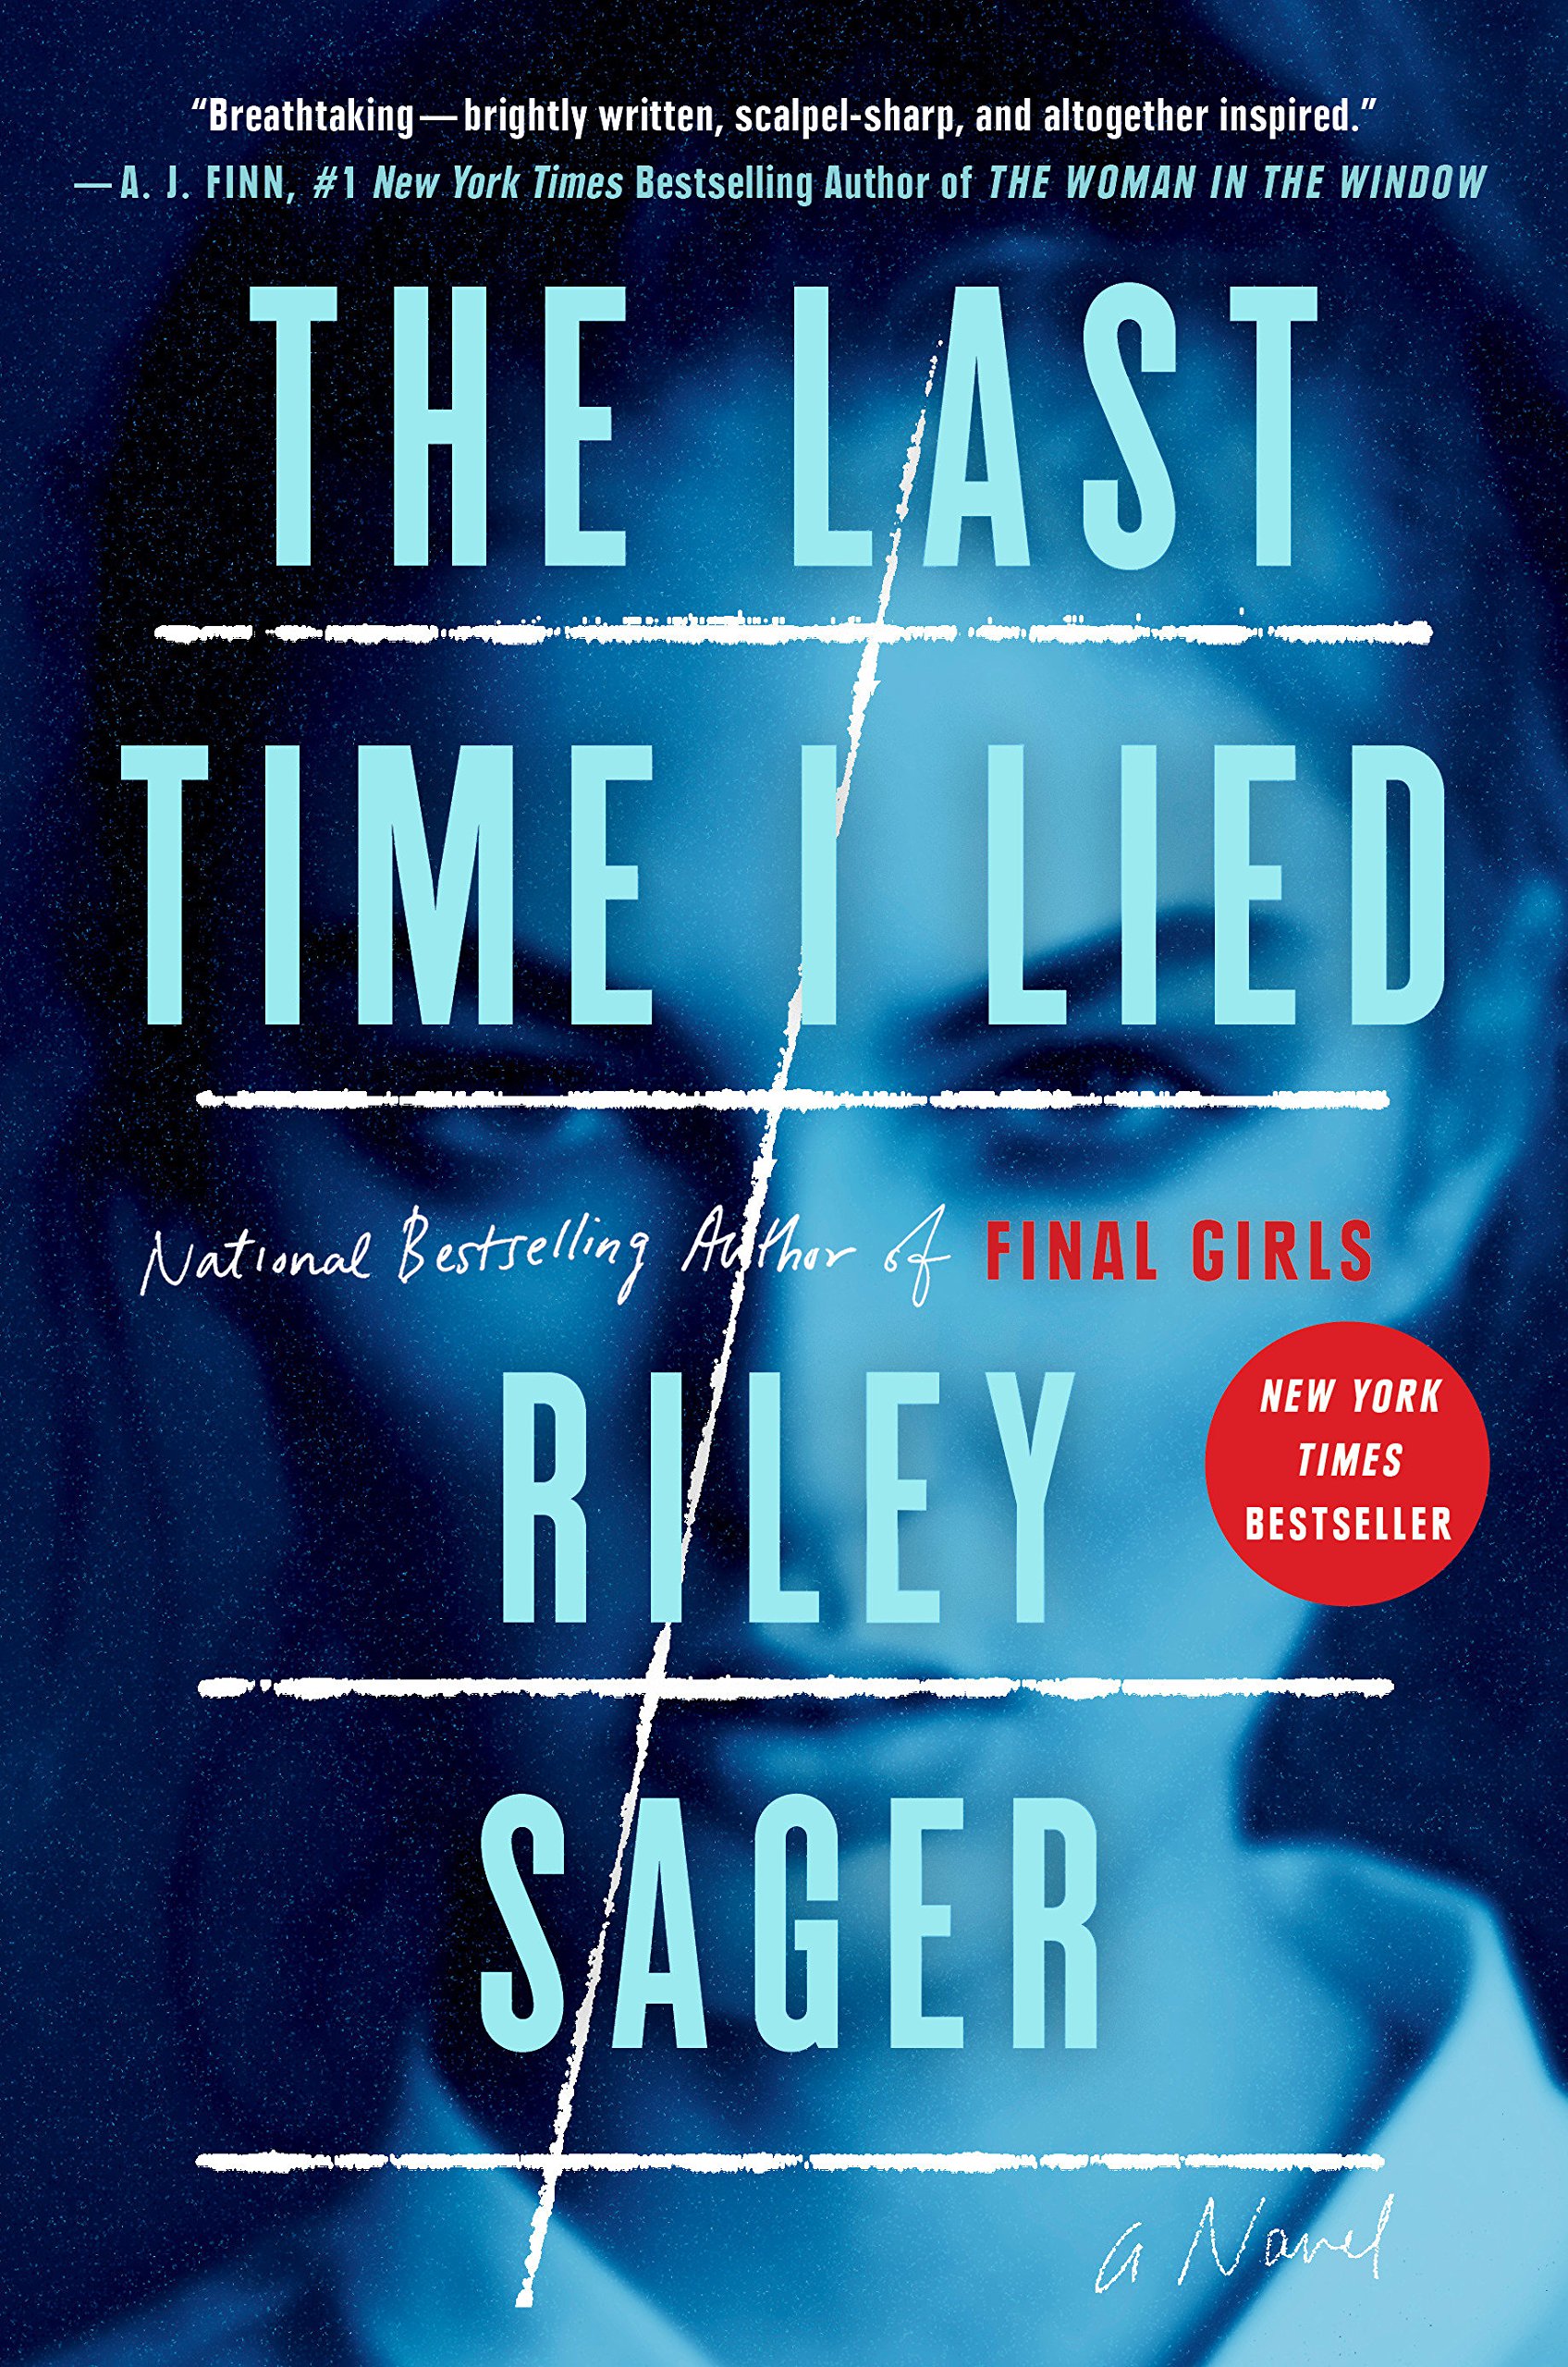 “Breathtaking—brightly written, scalpel-sharp, and altogether inspired.”
—A. J. FINN, #1 New York Times Bestselling Author of THE WOMAN IN THE WINDOW
THE LAST
TIME I LIED
National Bestselling Author of FINAL GIRLS
RILEY
NEW YORK
TIMES
BESTSELLER
SAGER
a Novel